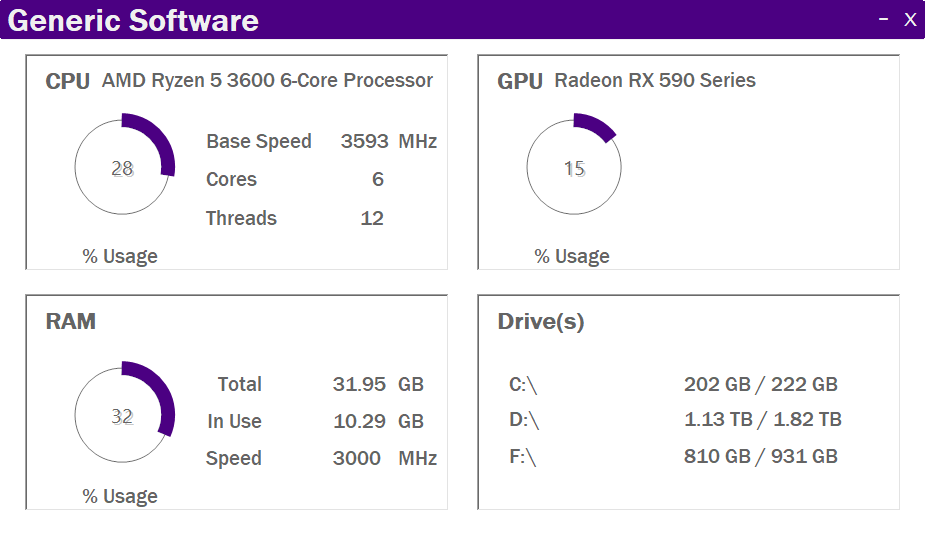 Generic Software
– X
CPU AMD Ryzen 5 3600 6-Core Processor
28
% Usage
Base Speed 3593 MHz
Cores 6
Threads 12
GPU Radeon RX 590 Series
15
% Usage
RAM
32
% Usage
Total 31.95 GB
In Use 10.29 GB
Speed 3000 MHz
Drive(s)
C:\ 202 GB / 222 GB
D:\ 1.13 TB / 1.82 TB
F:\ 810 GB / 931 GB